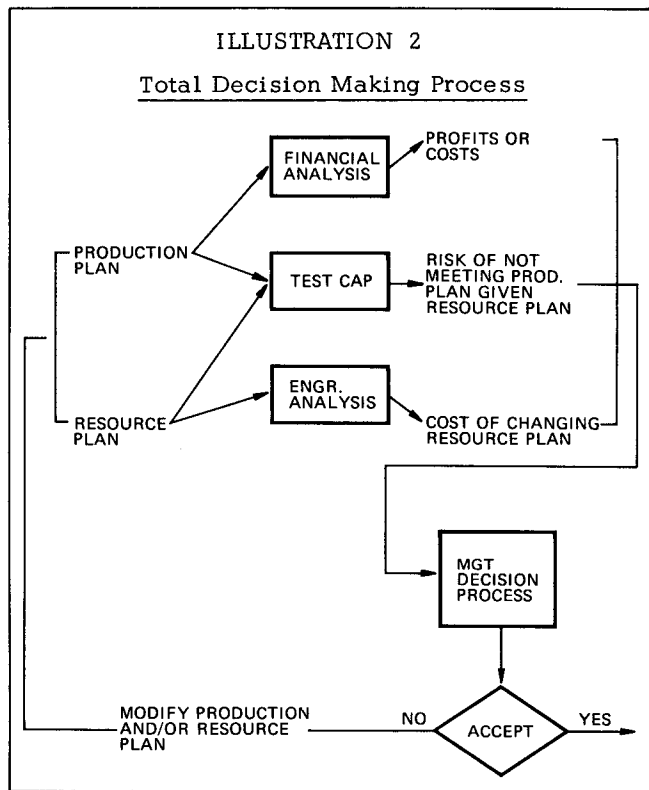 ILLUSTRATION 2
Total Decision Making Process
FINANCIAL
ANALYSIS
PROFITS OR
COSTS
PRODUCTION
PLAN
TEST CAP
RISK OF NOT
MEETING PROD.
PLAN GIVEN
RESOURCE PLAN
RESOURCE
PLAN
ENGR.
ANALYSIS
COST OF CHANGING
RESOURCE PLAN
MGT
DECISION
PROCESS
MODIFY PRODUCTION
AND/OR RESOURCE
PLAN
NO
ACCEPT
YES